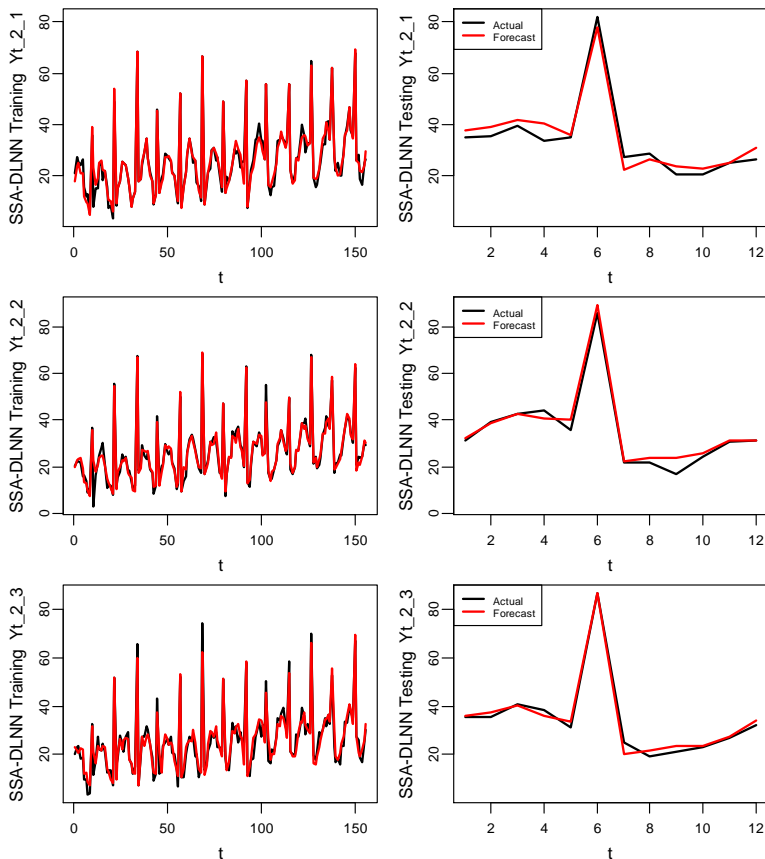 SSA-DLNN Training Yt_2_1
20 40 60 80
0 50 100 150
t
SSA-DLNN Testing Yt_2_1
20 40 60 80
Actual
Forecast
2 4 6 8 10 12
t
SSA-DLNN Training Yt_2_2
0 20 40 60 80
0 50 100 150
t
SSA-DLNN Testing Yt_2_2
0 20 40 60 80
Actual
Forecast
2 4 6 8 10 12
t
SSA-DLNN Training Yt_2_3
20 40 60 80
0 50 100 150
t
SSA-DLNN Testing Yt_2_3
20 40 60 80
Actual
Forecast
2 4 6 8 10 12
t